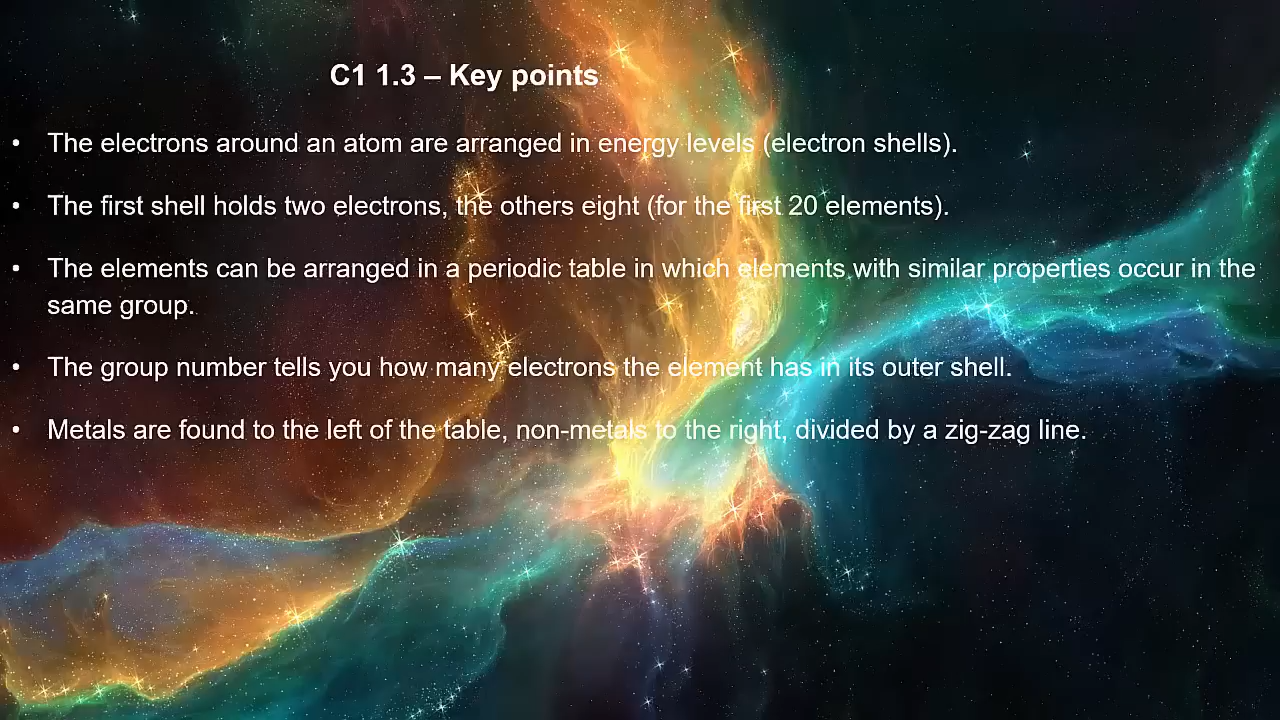 C1 1.3 – Key points
• The electrons around an atom are arranged in energy levels (electron shells).
• The first shell holds two electrons, the others eight (for the first 20 elements).
• The elements can be arranged in a periodic table in which elements with similar properties occur in the
same group.
• The group number tells you how many electrons the element has in its outer shell.
• Metals are found to the left of the table, non-metals to the right, divided by a zig-zag line.